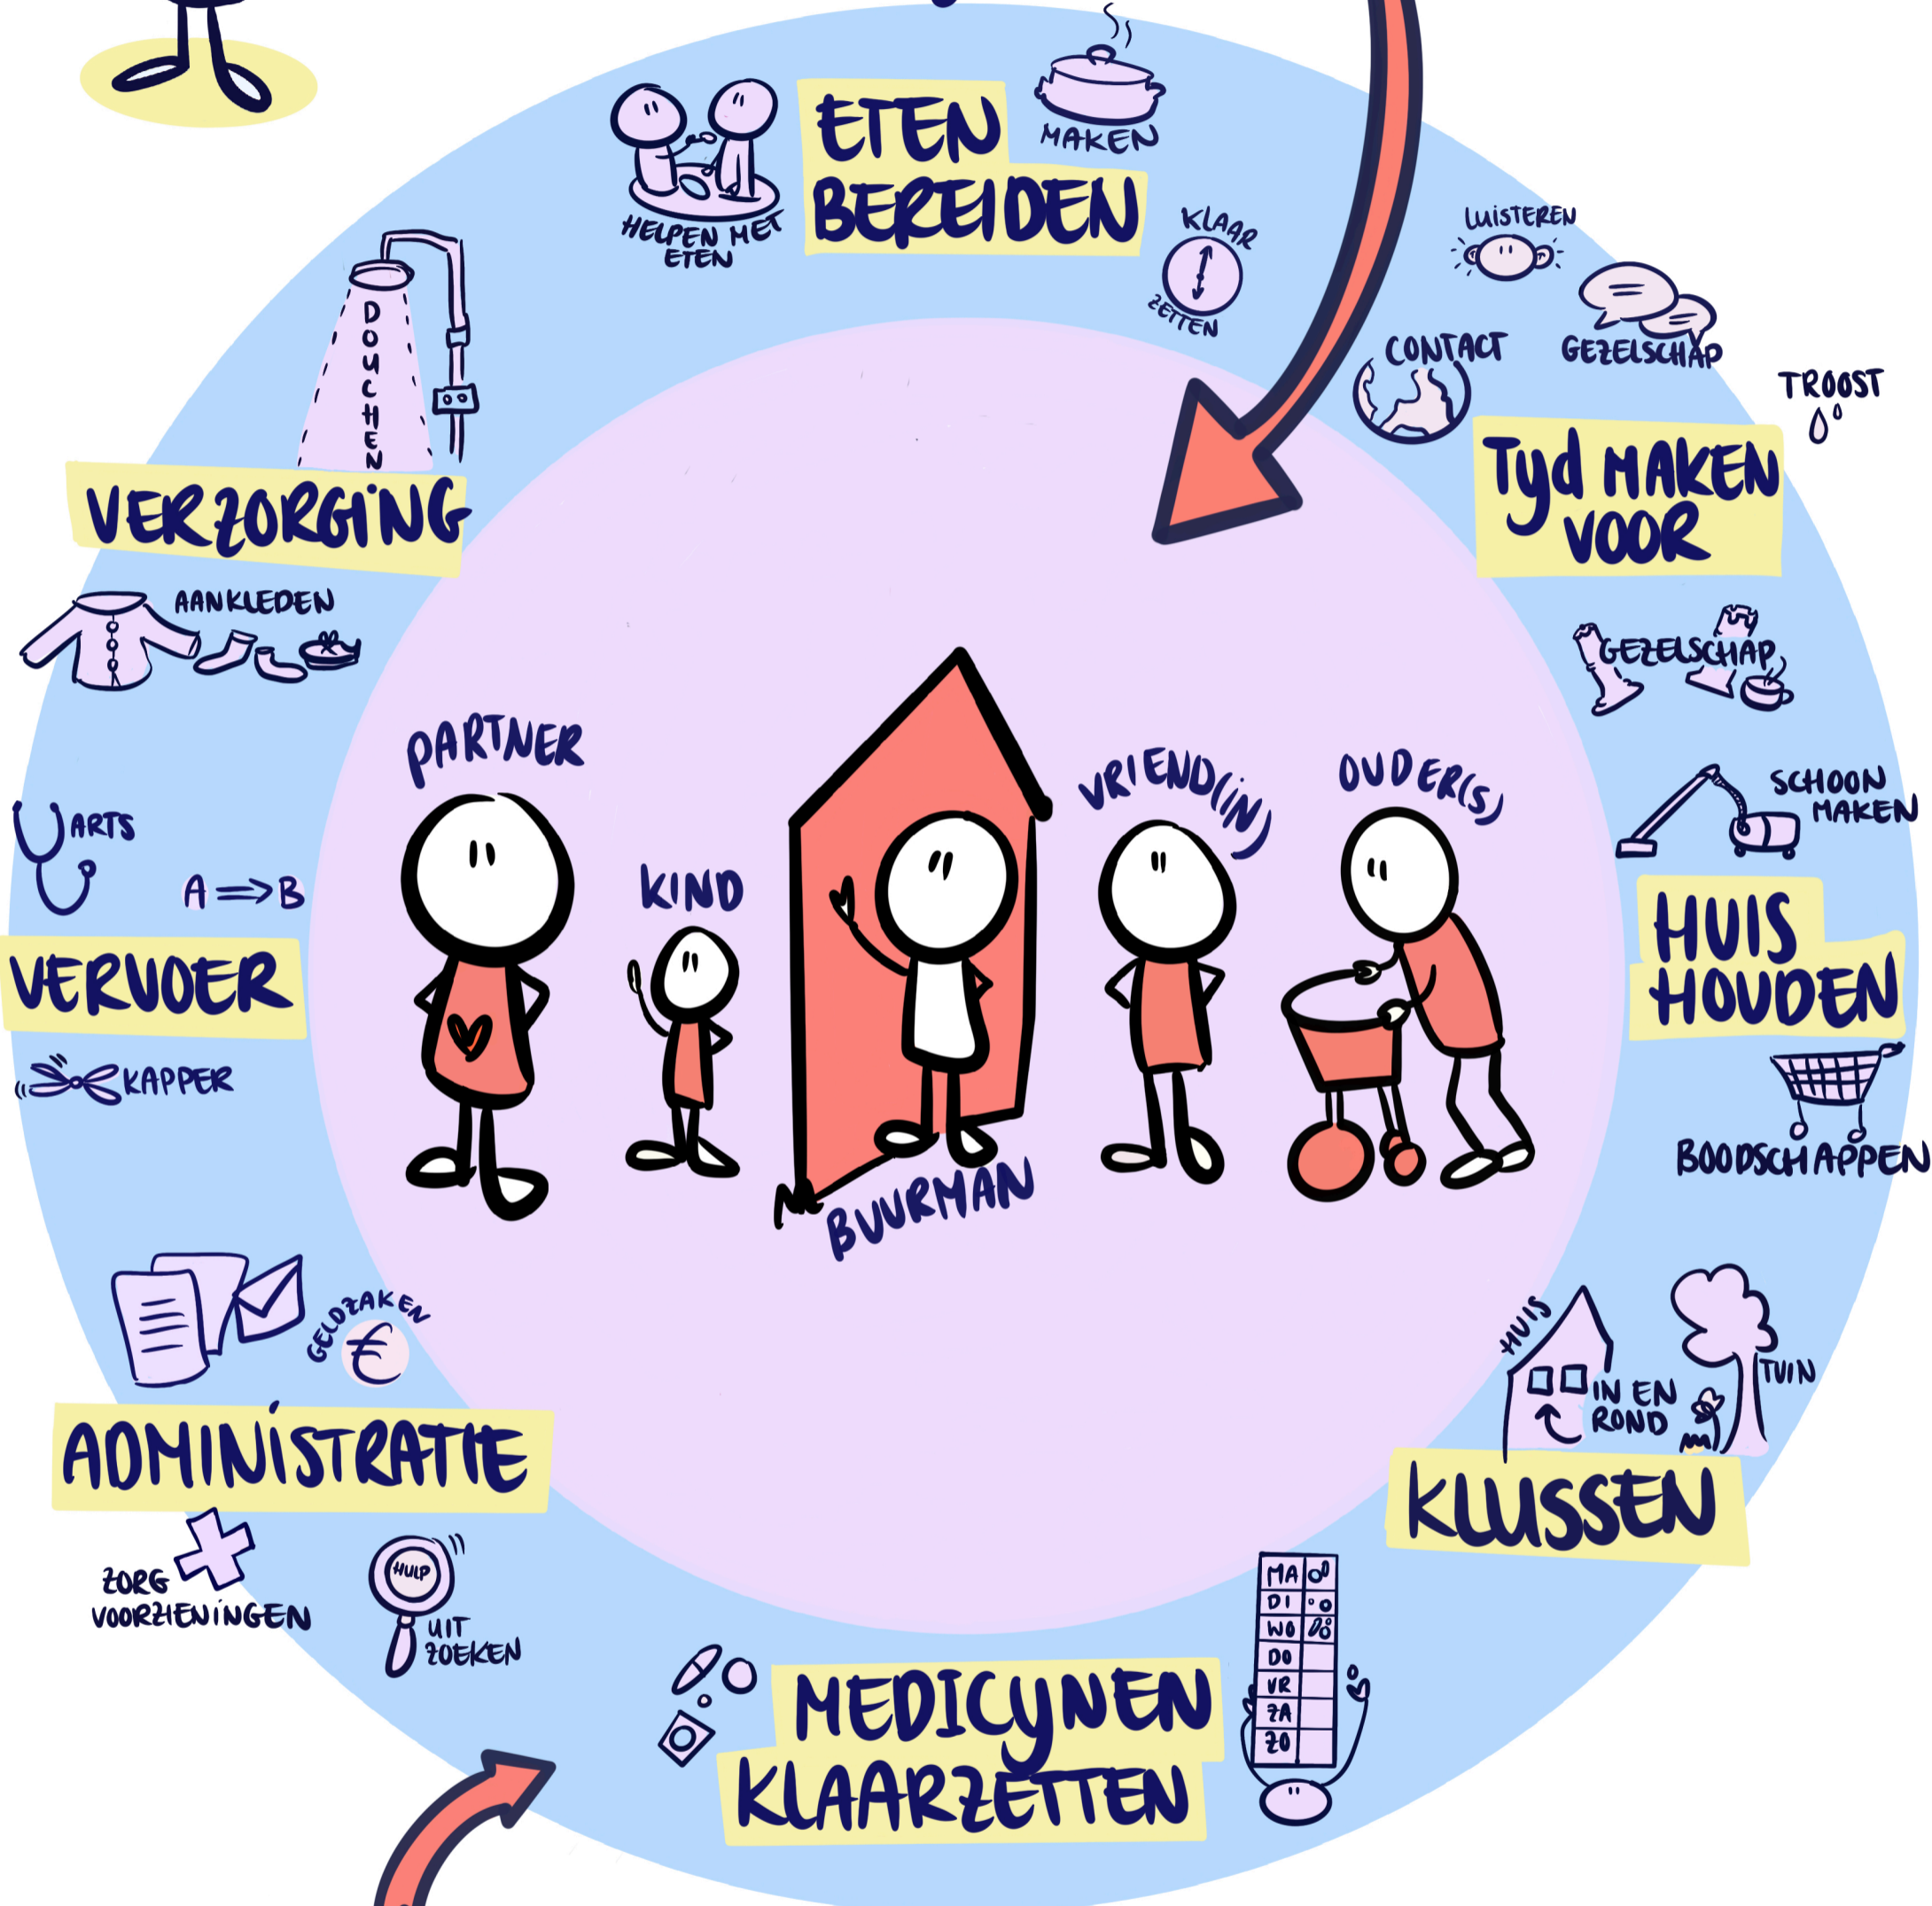 ETEN
BEREIDEN
MAKEN
HELPEN MET
ETEN
KLAAR
ZETTEN
LUISTEREN
GEZELSCHAP
CONTACT
TROOST
TyD MAKEN
VOOR
GEZELSCHAP
DOUCHEN
VERZORGING
AANKLEDEN
SCHOON
MAKEN
HUIS
HOUDEN
BOODSCHAPPEN
ARTS
A => B
VERVOER
KAPPER
PARTNER
KIND
BUURMAN
VRIEND(IN)
OUDER(S)
GELDZAKEN
€
ADMINISTRATIE
ZORG
VOORZIENINGEN
HULP
UIT
ZOEKEN
HUIS
IN EN
ROND
TUIN
KLUSSEN
MEDICyNEN
KLAARZETTEN
MA
DI
WO
DO
VR
ZA
ZO